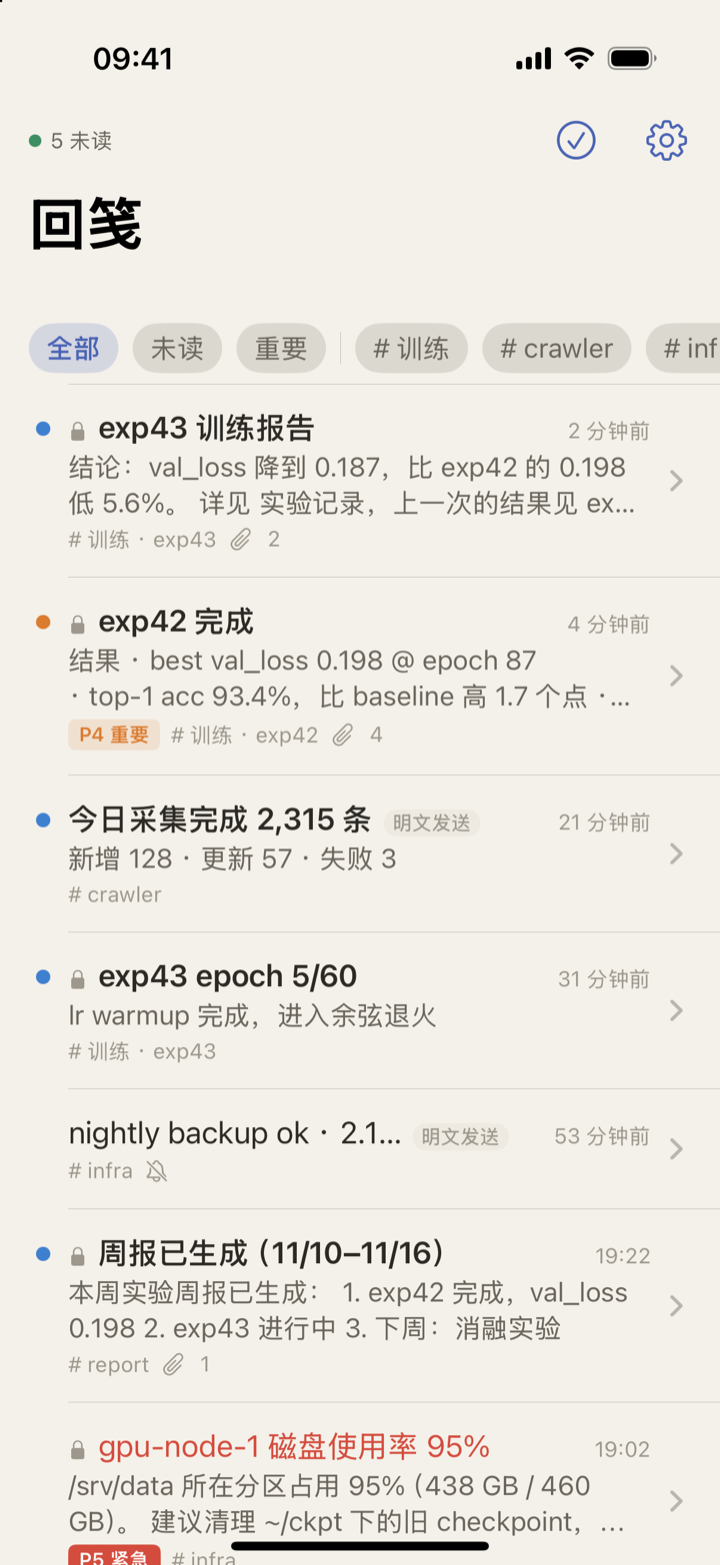 09:41
5 未读
回笺
全部 未读 重要 # 训练 # crawler # inf
exp43 训练报告 2 分钟前
结论：val_loss 降到 0.187，比 exp42 的 0.198
低 5.6%。 详见 实验记录，上一次的结果见 ex...
# 训练 · exp43 2
exp42 完成 4 分钟前
结果 · best val_loss 0.198 @ epoch 87
· top-1 acc 93.4%，比 baseline 高 1.7 个点 ·...
P4 重要 # 训练 · exp42 4
今日采集完成 2,315 条 明文发送 21 分钟前
新增 128 · 更新 57 · 失败 3
# crawler
exp43 epoch 5/60 31 分钟前
lr warmup 完成，进入余弦退火
# 训练 · exp43
nightly backup ok · 2.1... 明文发送 53 分钟前
# infra
周报已生成（11/10–11/16） 19:22
本周实验周报已生成： 1. exp42 完成，val_loss
0.198 2. exp43 进行中 3. 下周：消融实验
# report 1
gpu-node-1 磁盘使用率 95% 19:02
/srv/data 所在分区占用 95%（438 GB / 460
GB）。 建议清理 ~/ckpt 下的旧 checkpoint，...
P5 紧急 # infra